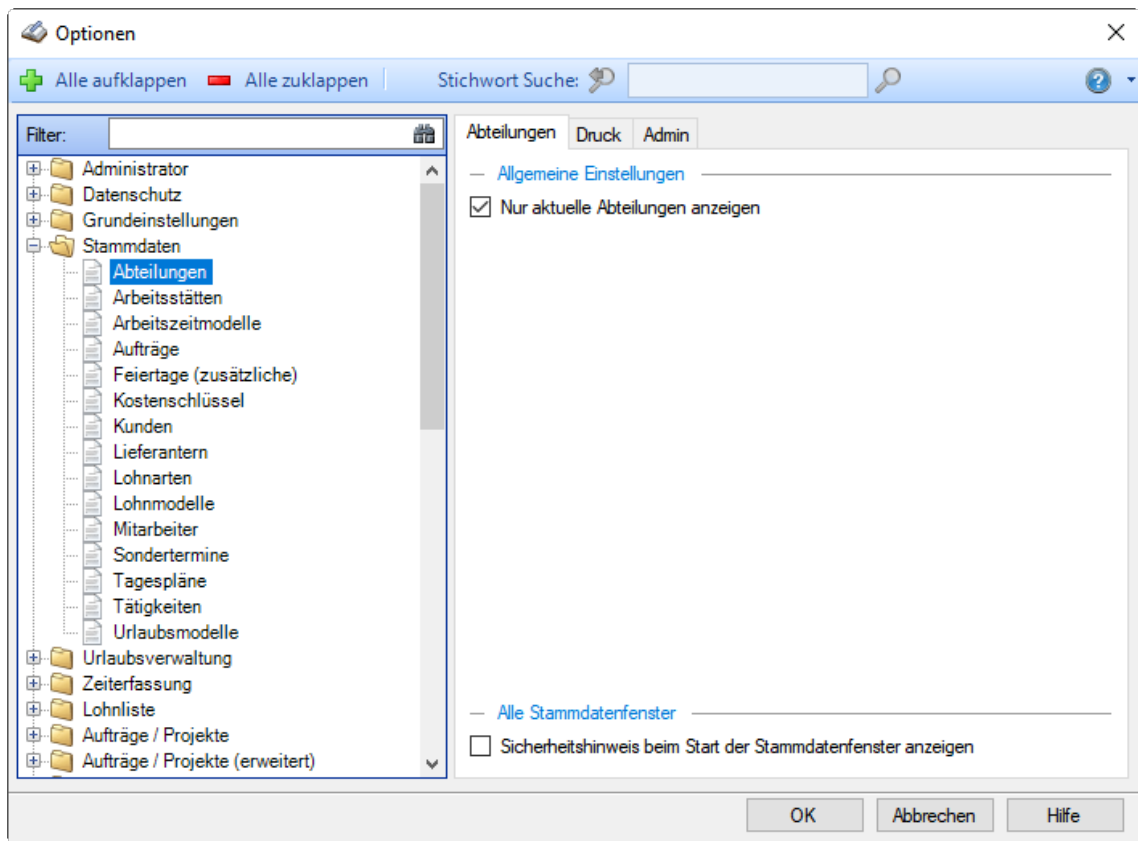 Optionen
Alle aufklappen Alle zuklappen Stichwort Suche:
Filter:
Administrator
Datenschutz
Grundeinstellungen
Stammdaten
Abteilungen
Arbeitsstätten
Arbeitszeitmodelle
Aufträge
Feiertage (zusätzliche)
Kostenschlüssel
Kunden
Lieferantern
Lohnarten
Lohnmodelle
Mitarbeiter
Sondertermine
Tagespläne
Tätigkeiten
Urlaubsmodelle
Urlaubsverwaltung
Zeiterfassung
Lohnliste
Aufträge / Projekte
Aufträge / Projekte (erweitert)
Abteilungen Druck Admin
Allgemeine Einstellungen
Nur aktuelle Abteilungen anzeigen
Alle Stammdatenfenster
Sicherheitshinweis beim Start der Stammdatenfenster anzeigen
OK Abbrechen Hilfe